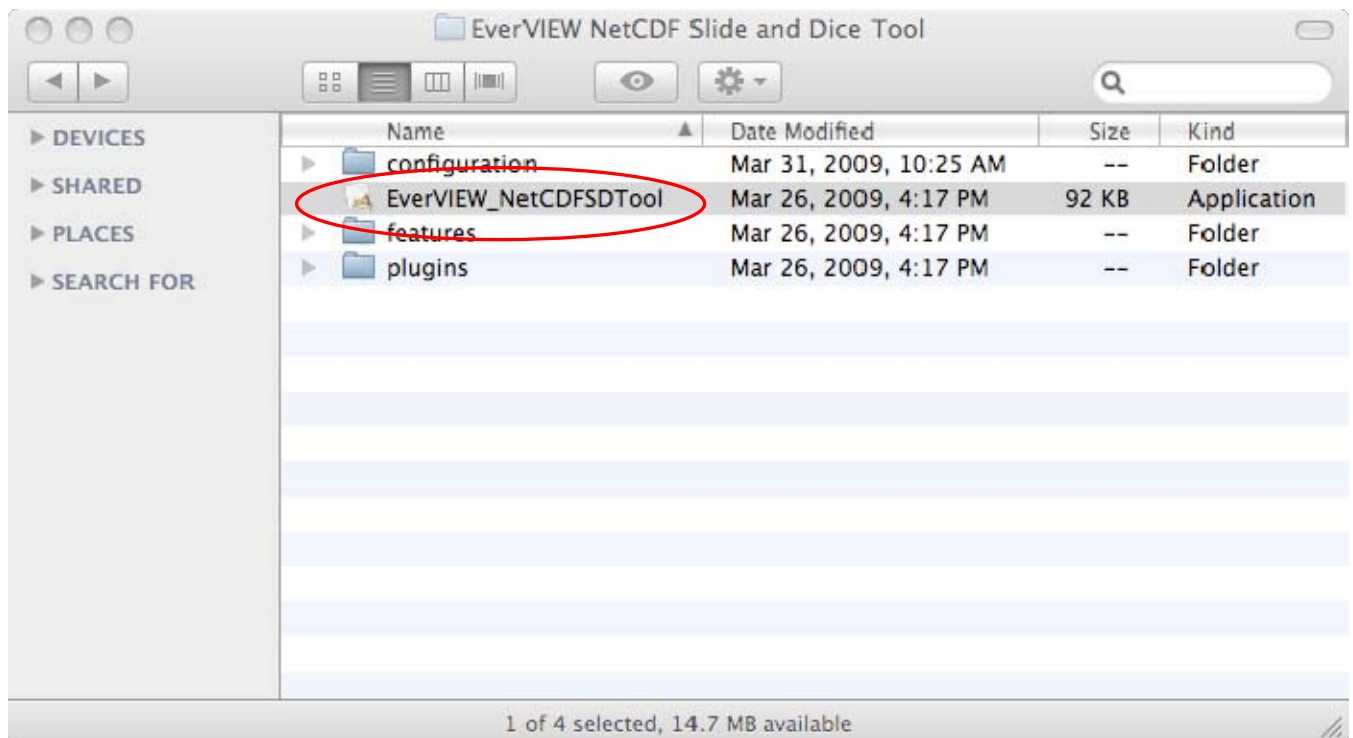 EverVIEW NetCDF Slide and Dice Tool
DEVICES
SHARED
PLACES
SEARCH FOR
Name Date Modified Size Kind
configuration Mar 31, 2009, 10:25 AM -- Folder
EverVIEW_NetCDFSDTool Mar 26, 2009, 4:17 PM 92 KB Application
features Mar 26, 2009, 4:17 PM -- Folder
plugins Mar 26, 2009, 4:17 PM -- Folder
1 of 4 selected, 14.7 MB available